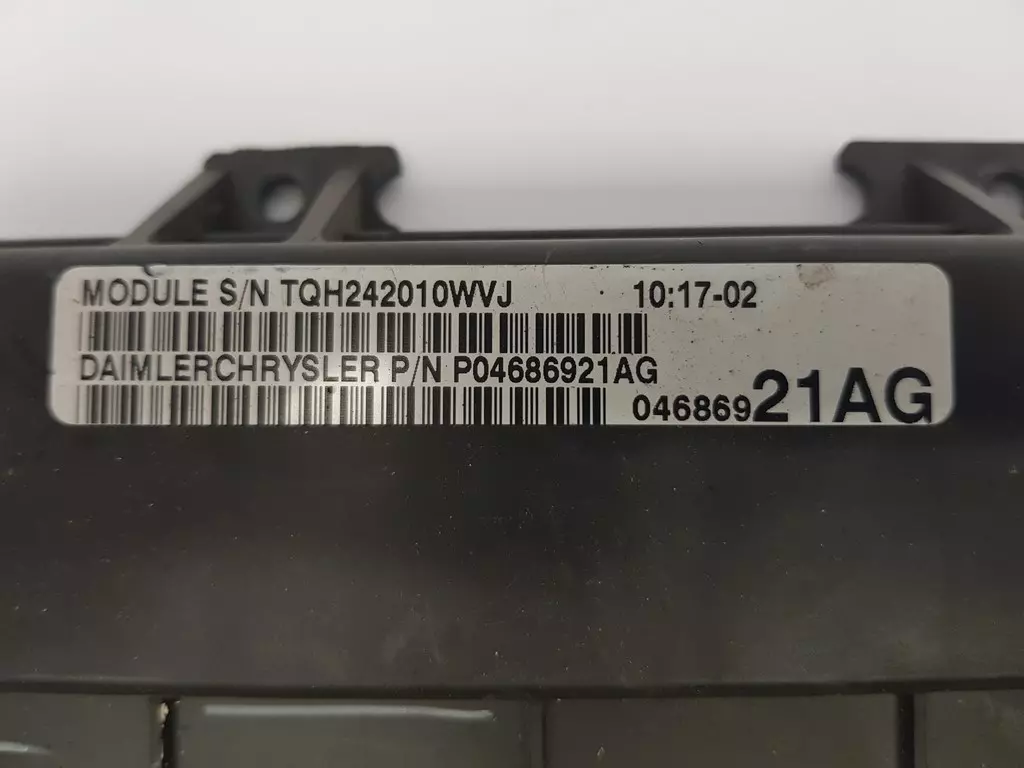 MODULE S/N TQH242010WVJ 10:17-02
DAIMLERCHRYSLER P/N P04686921AG
04686921AG